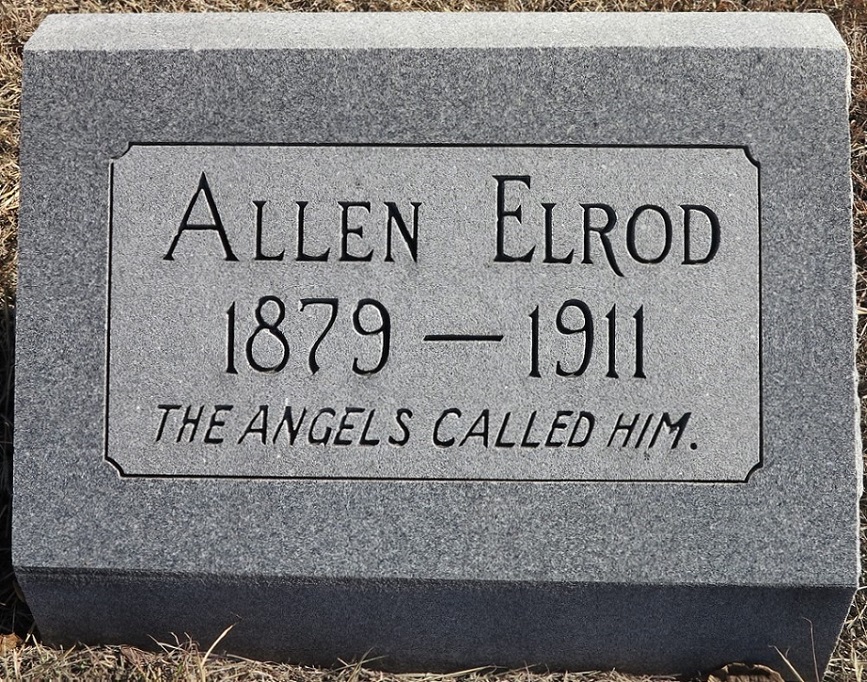 ALLEN ELROD
1879 — 1911
THE ANGELS CALLED HIM.